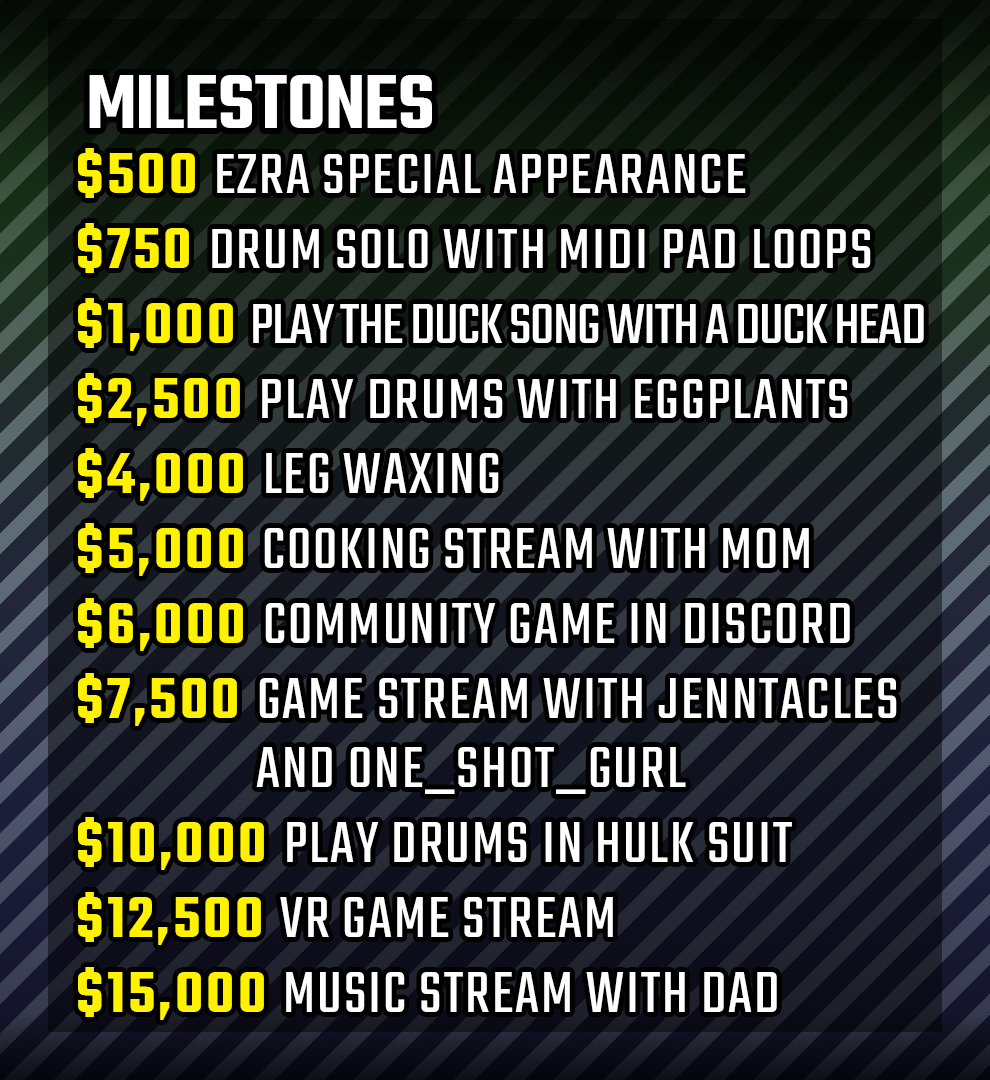 MILESTONES
$500 EZRA SPECIAL APPEARANCE
$750 DRUM SOLO WITH MIDI PAD LOOPS
$1,000 PLAY THE DUCK SONG WITH A DUCK HEAD
$2,500 PLAY DRUMS WITH EGGPLANTS
$4,000 LEG WAXING
$5,000 COOKING STREAM WITH MOM
$6,000 COMMUNITY GAME IN DISCORD
$7,500 GAME STREAM WITH JENNTACLES
AND ONE_SHOT_GURL
$10,000 PLAY DRUMS IN HULK SUIT
$12,500 VR GAME STREAM
$15,000 MUSIC STREAM WITH DAD